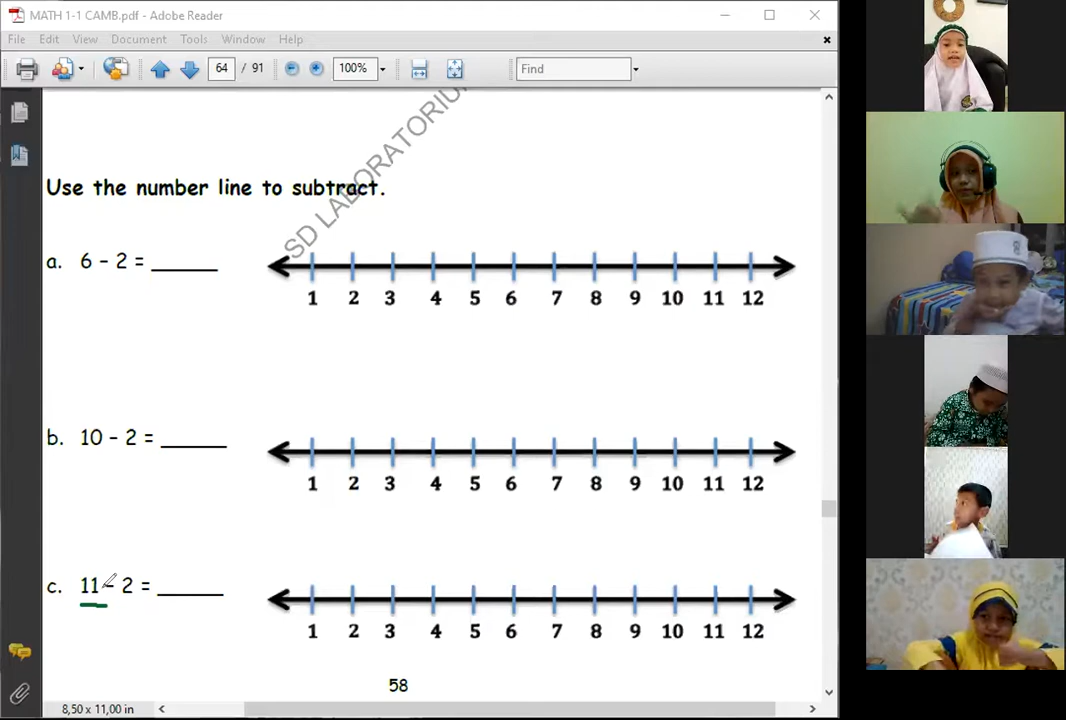 MATH 1-1 CAMB.pdf - Adobe Reader
File Edit View Document Tools Window Help
64 / 91 100% Find
SD LABORATORIU
Use the number line to subtract.
a. 6 - 2 = ______
1 2 3 4 5 6 7 8 9 10 11 12
b. 10 - 2 = ______
1 2 3 4 5 6 7 8 9 10 11 12
c. 11 - 2 = ______
1 2 3 4 5 6 7 8 9 10 11 12
58
8,50 x 11,00 in